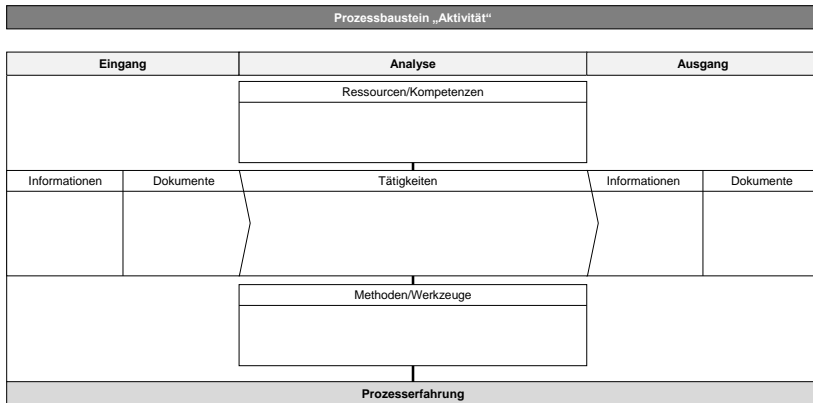 Prozessbaustein „Aktivität“
Eingang Analyse Ausgang
Ressourcen/Kompetenzen
Informationen Dokumente Tätigkeiten Informationen Dokumente
Methoden/Werkzeuge
Prozesserfahrung